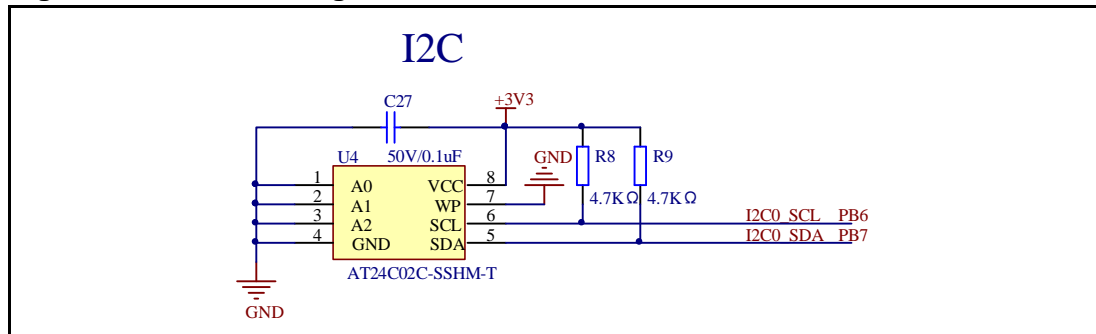 I2C
C27
+3V3
U4
50V/0.1uF
GND
R8
R9
4.7KΩ
4.7KΩ
1
A0
VCC
8
2
A1
WP
7
3
A2
SCL
6
4
GND
SDA
5
I2C0_SCL PB6
I2C0_SDA PB7
AT24C02C-SSHM-T
GND